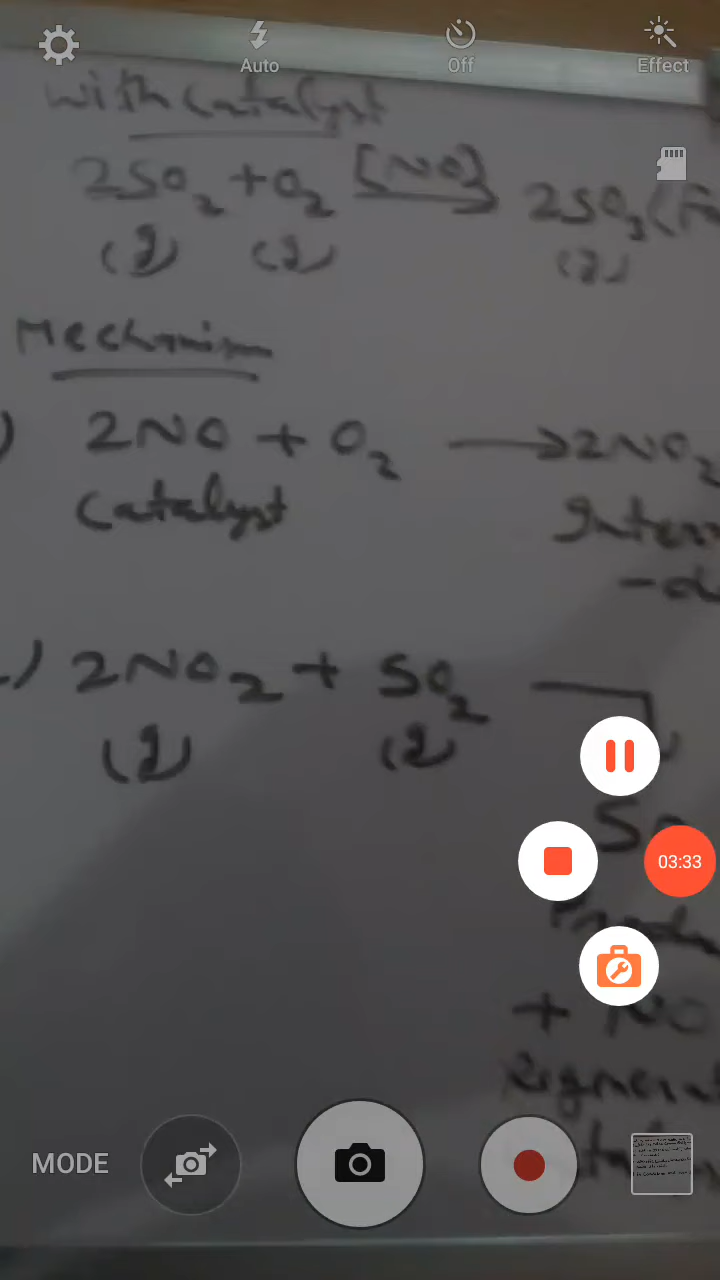 Auto Off Effect
With Catalyst
2SO₂ + O₂ [NO] 2SO₃ (
(g) (g) (g)
Mechanism
) 2NO + O₂ → 2NO₂
Catalyst
) 2NO₂ + SO₂
(g) (g)
03:33
+ NO
MODE